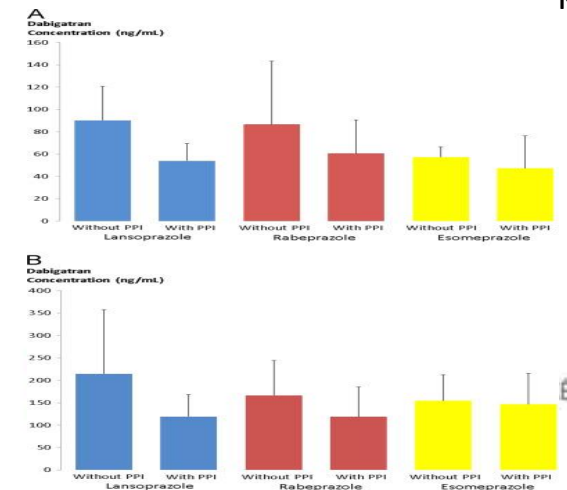 A
Dabigatran
Concentration (ng/mL)
160
140
120
100
80
60
40
20
0
Without PPI With PPI Without PPI With PPI Without PPI With PPI
Lansoprazole Rabeprazole Esomeprazole
B
Dabigatran
Concentration (ng/mL)
400
350
300
250
200
150
100
50
0
Without PPI With PPI Without PPI With PPI Without PPI With PPI
Lansoprazole Rabeprazole Esomeprazole